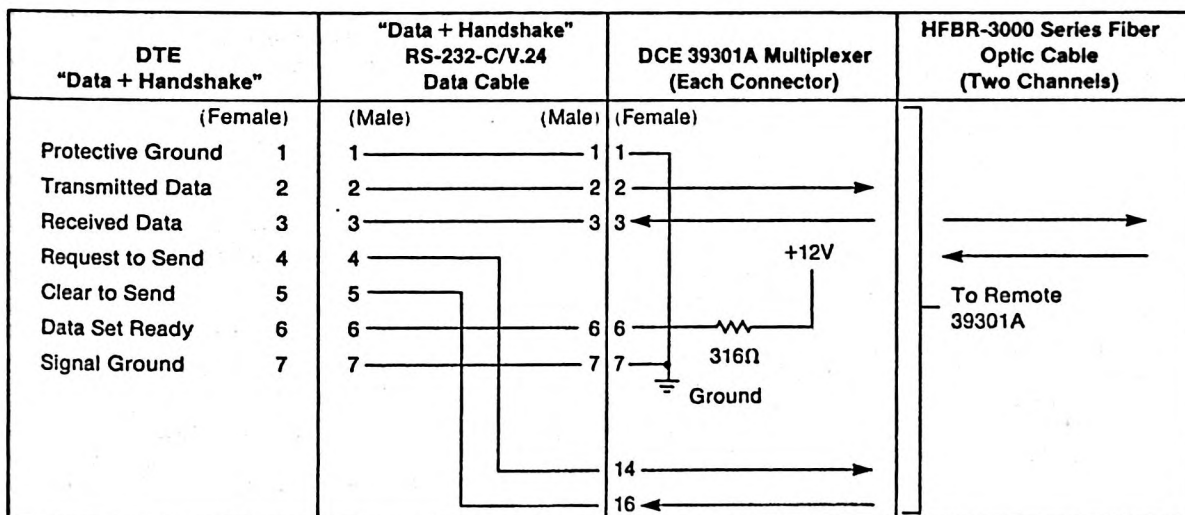 DTE
"Data + Handshake"
"Data + Handshake"
RS-232-C/V.24
Data Cable
DCE 39301A Multiplexer
(Each Connector)
HFBR-3000 Series Fiber
Optic Cable
(Two Channels)
(Female) (Male) (Male) (Female)
Protective Ground 1 1 1 1
Transmitted Data 2 2 2 2
Received Data 3 3 3 3
Request to Send 4 4 +12V
Clear to Send 5 5
Data Set Ready 6 6 6 6
316Ω
Signal Ground 7 7 7 7
Ground
14
16
To Remote
39301A